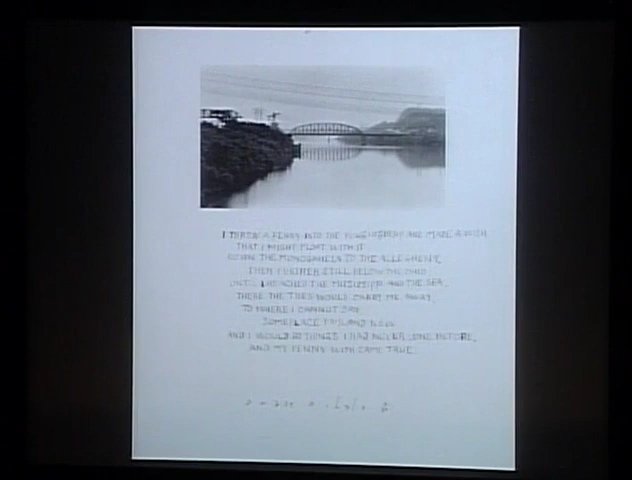 I THREW A PENNY INTO THE YOUGHIOGHENY AND MADE A WISH
THAT I MIGHT FLOAT WITH IT
DOWN THE MONONGAHELA TO THE ALLEGHENY,
THEN FURTHER STILL BELOW THE OHIO
UNTIL I REACHED THE MISSISSIPPI AND THE SEA.
THERE THE TIDES WOULD CARRY ME AWAY,
TO WHERE I CANNOT SAY
SOMEPLACE FAR AND NEW
AND I WOULD DO THINGS I HAD NEVER DONE BEFORE,
AND MY PENNY WISH CAME TRUE.